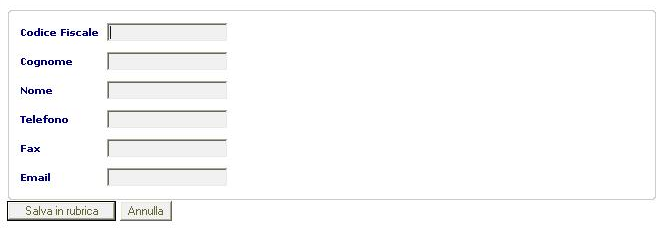 Codice Fiscale
Cognome
Nome
Telefono
Fax
Email
Salva in rubrica Annulla